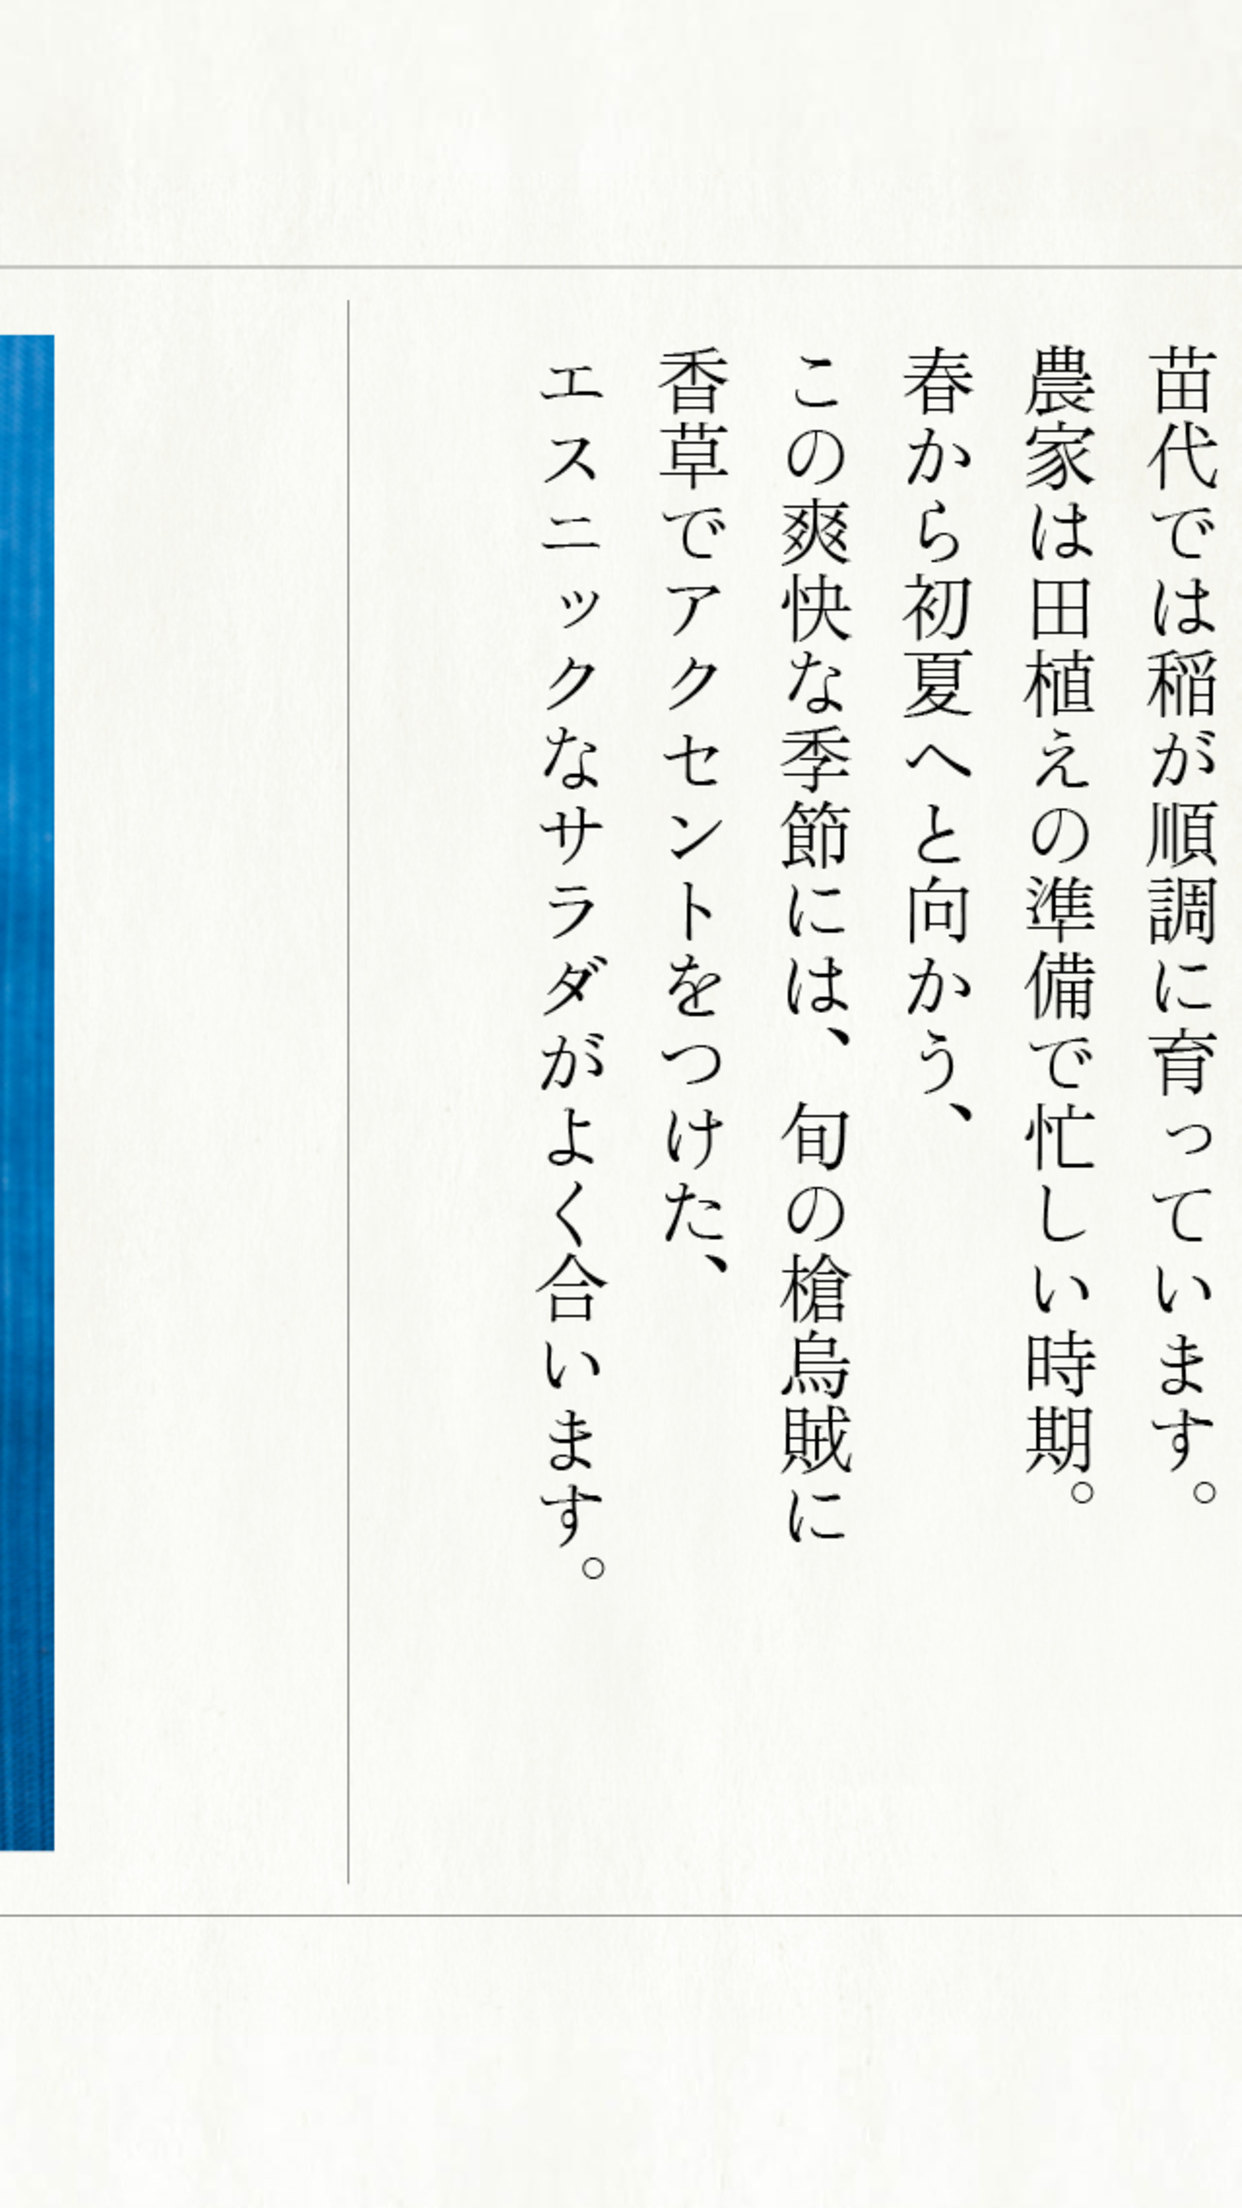 苗代では稲が順調に育っています。
農家は田植えの準備で忙しい時期。
春から初夏へと向かう、
この爽快な季節には、旬の槍烏賊に
香草でアクセントをつけた、
エスニックなサラダがよく合います。